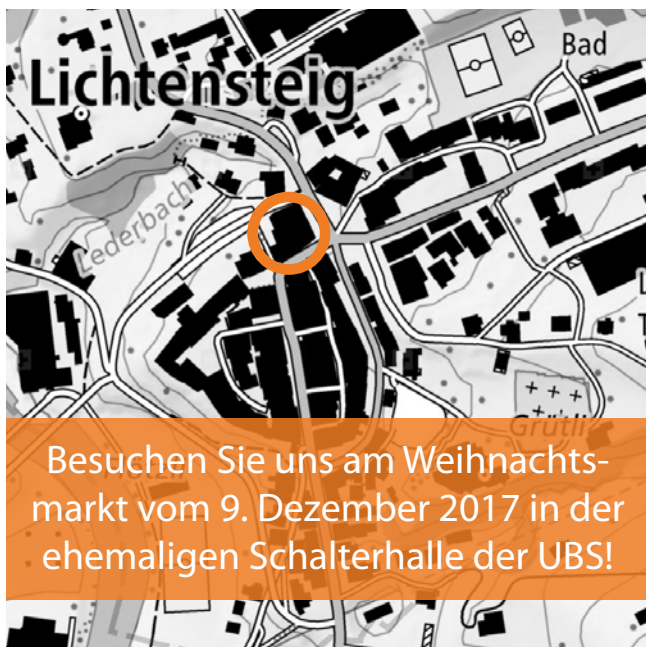 Lichtensteig
Bad
Lederbach
L
T
Grütli
Besuchen Sie uns am Weihnachts-
markt vom 9. Dezember 2017 in der
ehemaligen Schalterhalle der UBS!